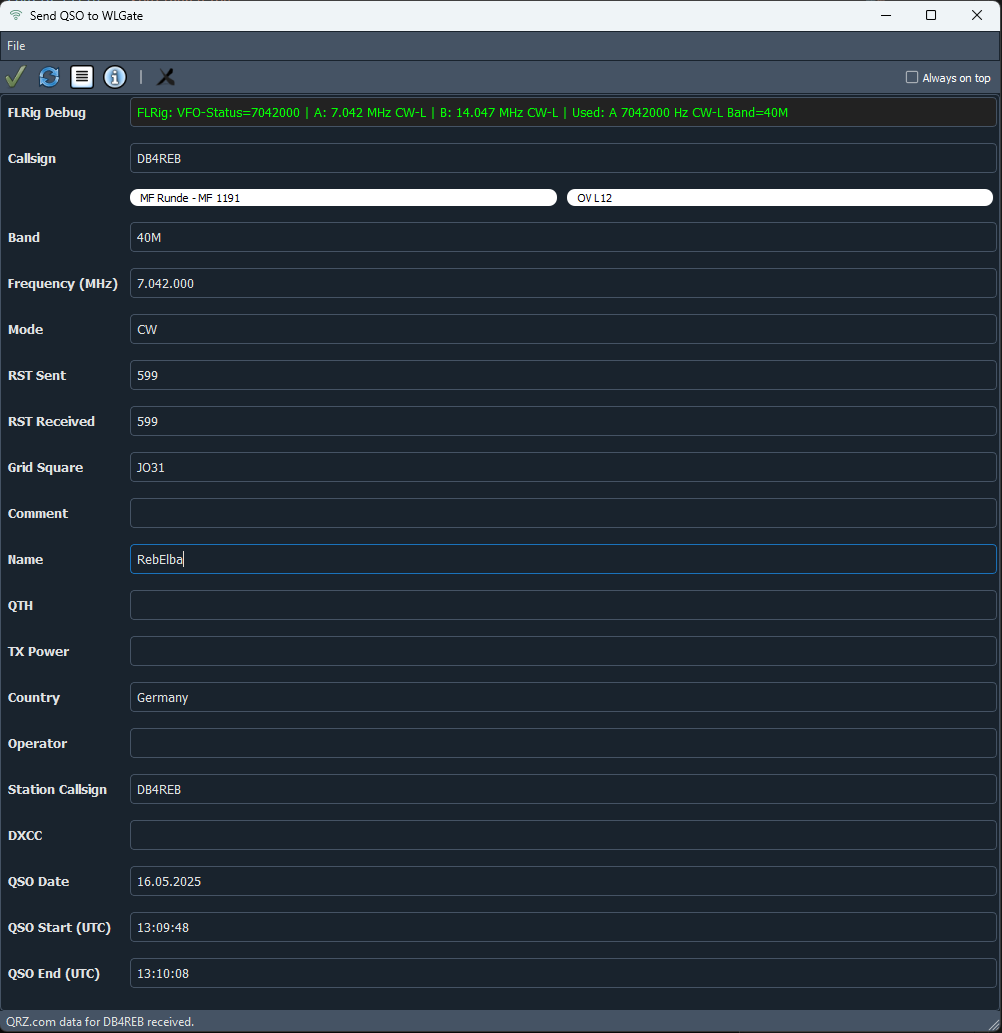 Send QSO to WLGate
File
Always on top
FLRig Debug FLRig: VFO-Status=7042000 | A: 7.042 MHz CW-L | B: 14.047 MHz CW-L | Used: A 7042000 Hz CW-L Band=40M
Callsign DB4REB
MF Runde - MF 1191 OV L12
Band 40M
Frequency (MHz) 7.042.000
Mode CW
RST Sent 599
RST Received 599
Grid Square JO31
Comment
Name RebElba
QTH
TX Power
Country Germany
Operator
Station Callsign DB4REB
DXCC
QSO Date 16.05.2025
QSO Start (UTC) 13:09:48
QSO End (UTC) 13:10:08
QRZ.com data for DB4REB received.